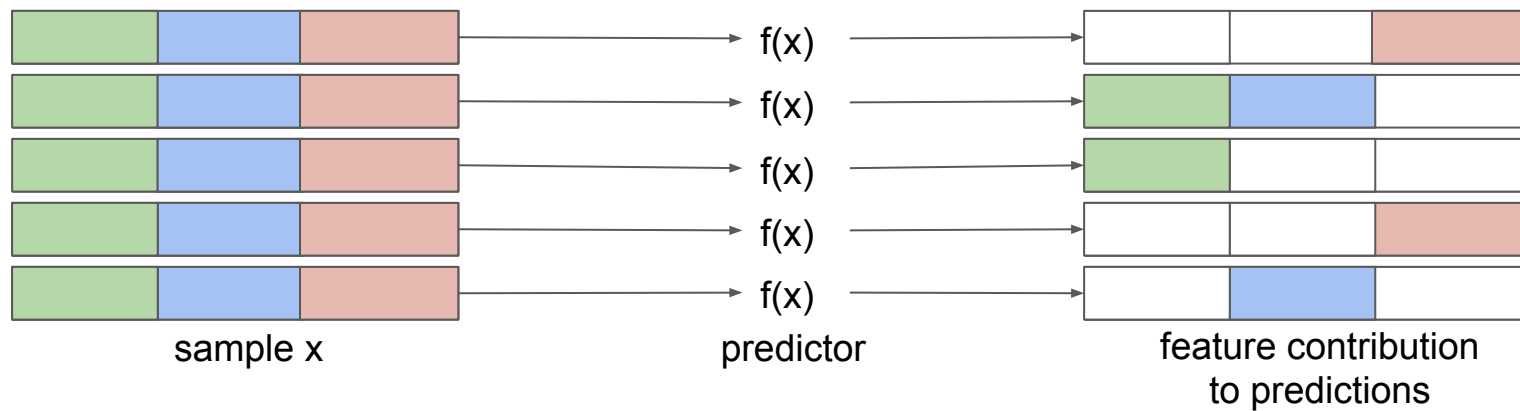 f(x)
f(x)
f(x)
f(x)
f(x)
sample x
predictor
feature contribution
to predictions